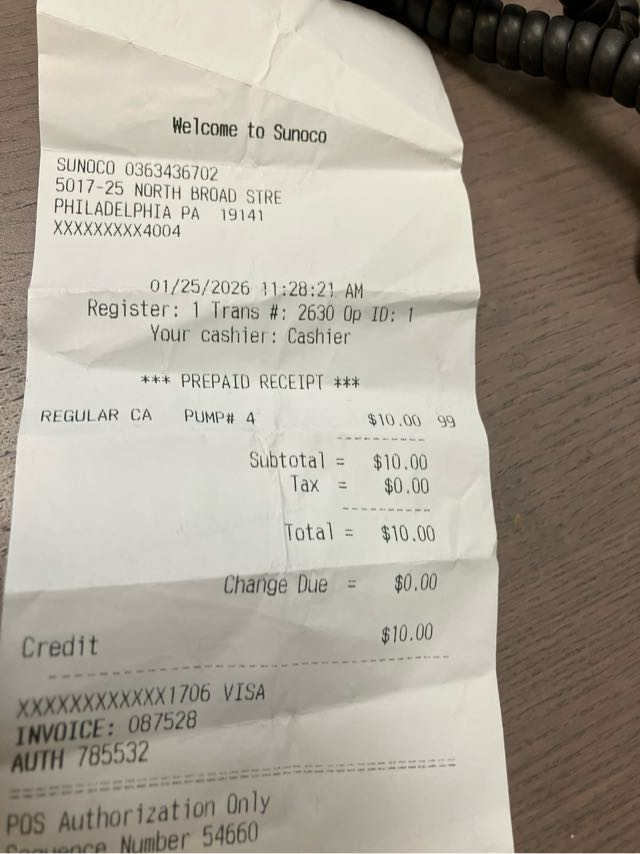 Welcome to Sunoco
SUNOCO 0363436702
5017-25 NORTH BROAD STRE
PHILADELPHIA PA 19141
XXXXXXXXX4004
01/25/2026 11:28:21 AM
Register: 1 Trans #: 2630 Op ID: 1
Your cashier: Cashier
*** PREPAID RECEIPT ***
REGULAR CA PUMP# 4 $10.00 99
Subtotal = $10.00
Tax = $0.00
Total = $10.00
Change Due = $0.00
Credit $10.00
XXXXXXXXXXXX1706 VISA
INVOICE: 087528
AUTH 785532
POS Authorization Only
Sequence Number 54660